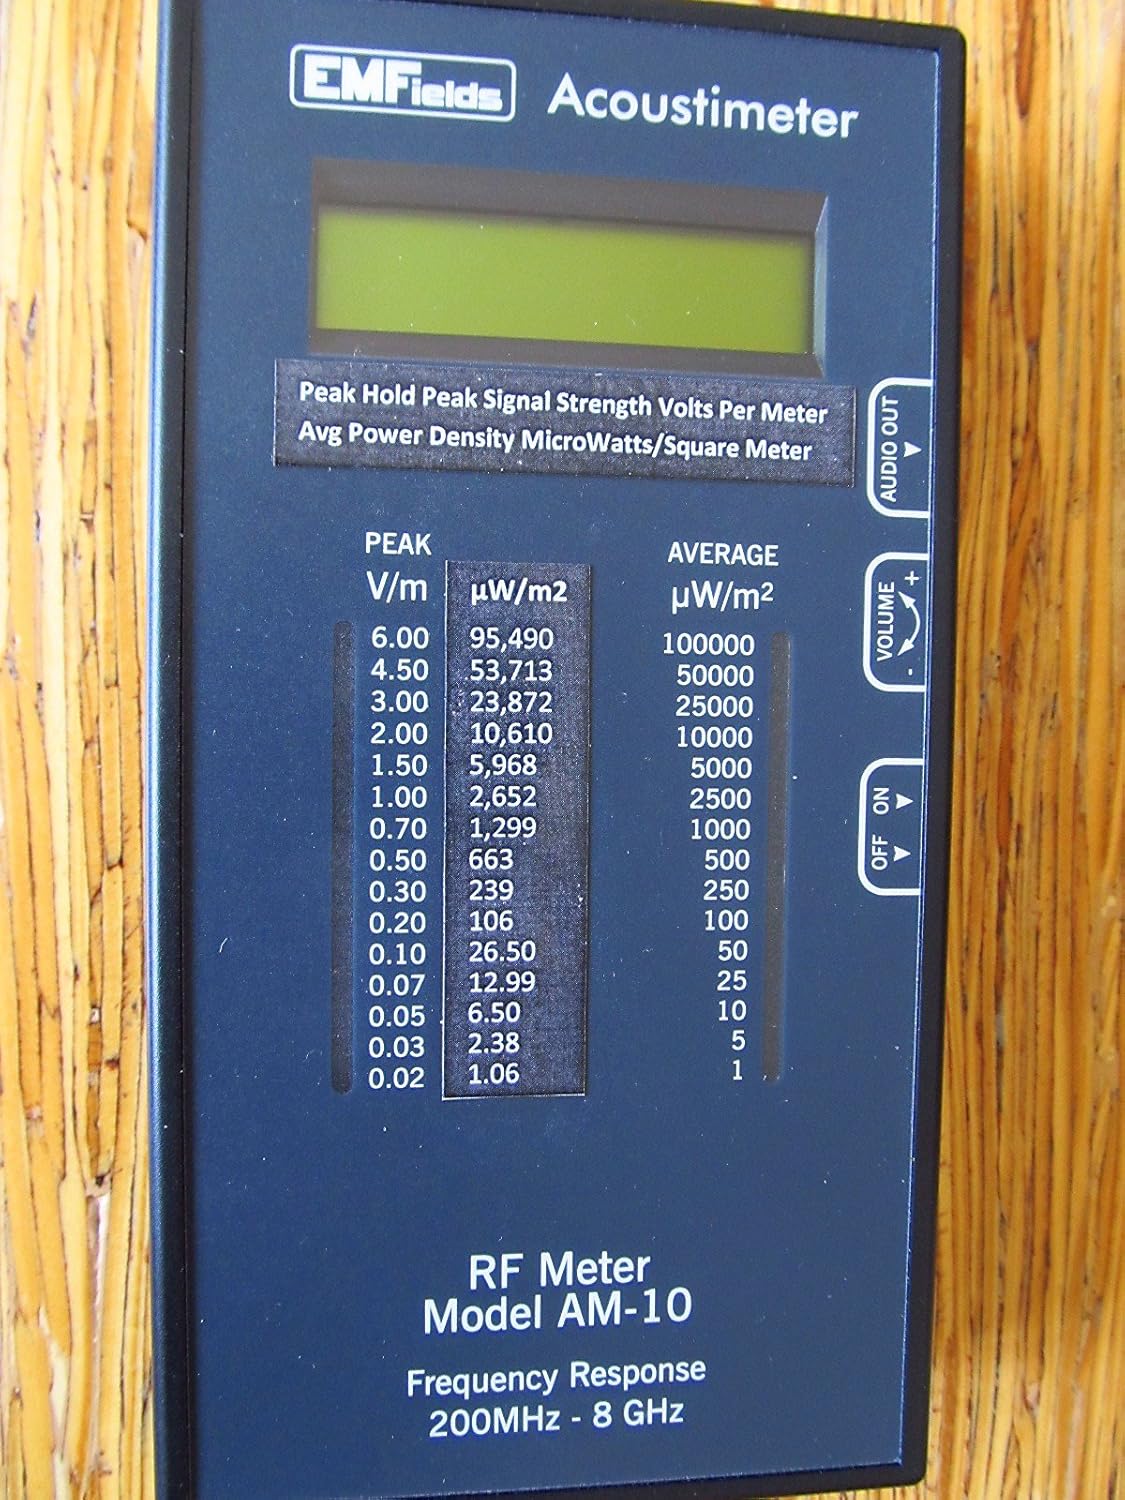 EMFields Acoustimeter
Peak Hold Peak Signal Strength Volts Per Meter
Avg Power Density MicroWatts/Square Meter
AUDIO OUT
PEAK AVERAGE
V/m µW/m2 µW/m²
VOLUME
- +
6.00 95,490 100000
4.50 53,713 50000
3.00 23,872 25000
2.00 10,610 10000
1.50 5,968 5000
1.00 2,652 2500
0.70 1,299 1000
0.50 663 500
0.30 239 250
0.20 106 100
0.10 26.50 50
0.07 12.99 25
0.05 6.50 10
0.03 2.38 5
0.02 1.06 1
OFF ON
RF Meter
Model AM-10
Frequency Response
200MHz - 8 GHz